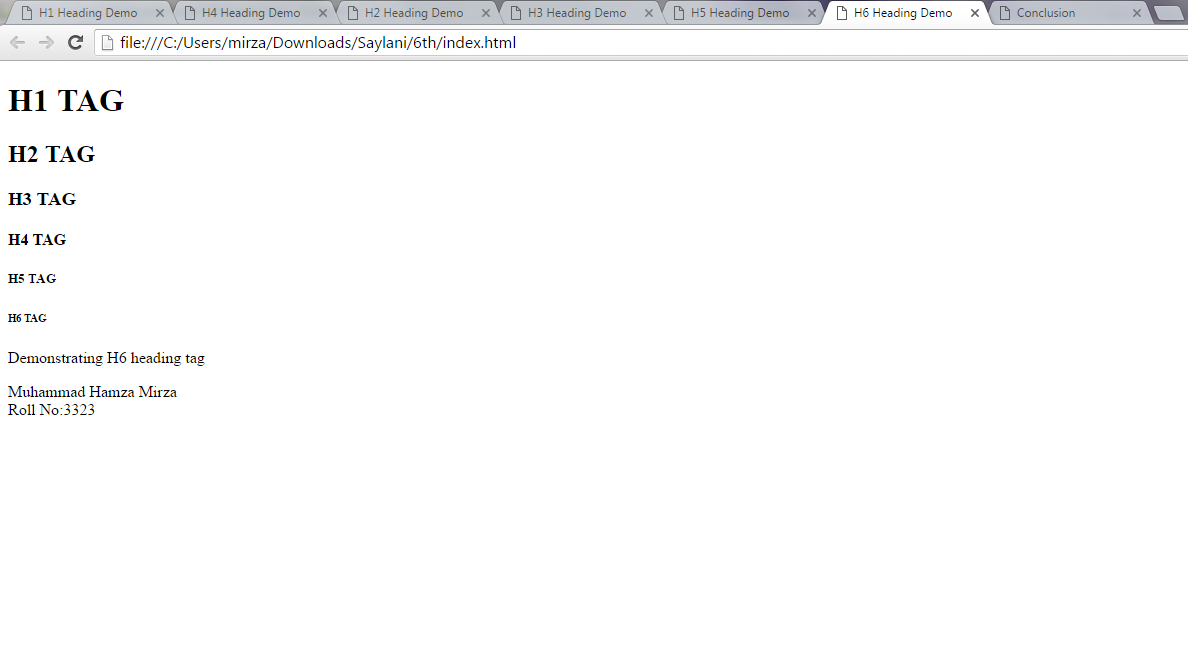 H1 Heading Demo H4 Heading Demo H2 Heading Demo H3 Heading Demo H5 Heading Demo H6 Heading Demo Conclusion
file:///C:/Users/mirza/Downloads/Saylani/6th/index.html
H1 TAG
H2 TAG
H3 TAG
H4 TAG
H5 TAG
H6 TAG
Demonstrating H6 heading tag
Muhammad Hamza Mirza
Roll No:3323